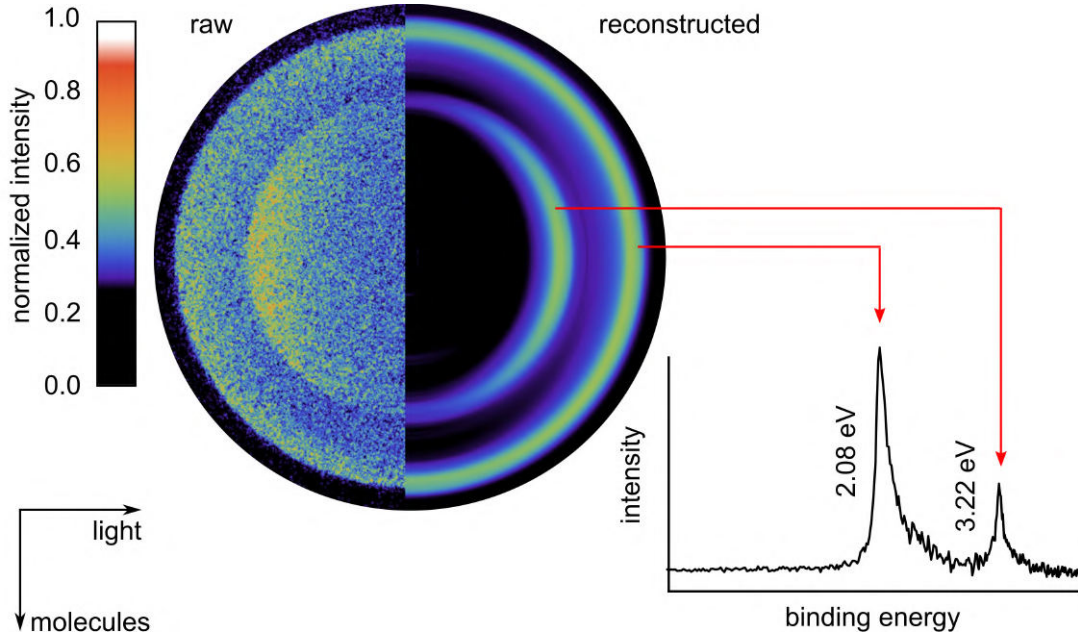 raw
reconstructed
normalized intensity
1.0
0.8
0.6
0.4
0.2
0.0
light
molecules
intensity
2.08 eV
3.22 eV
binding energy